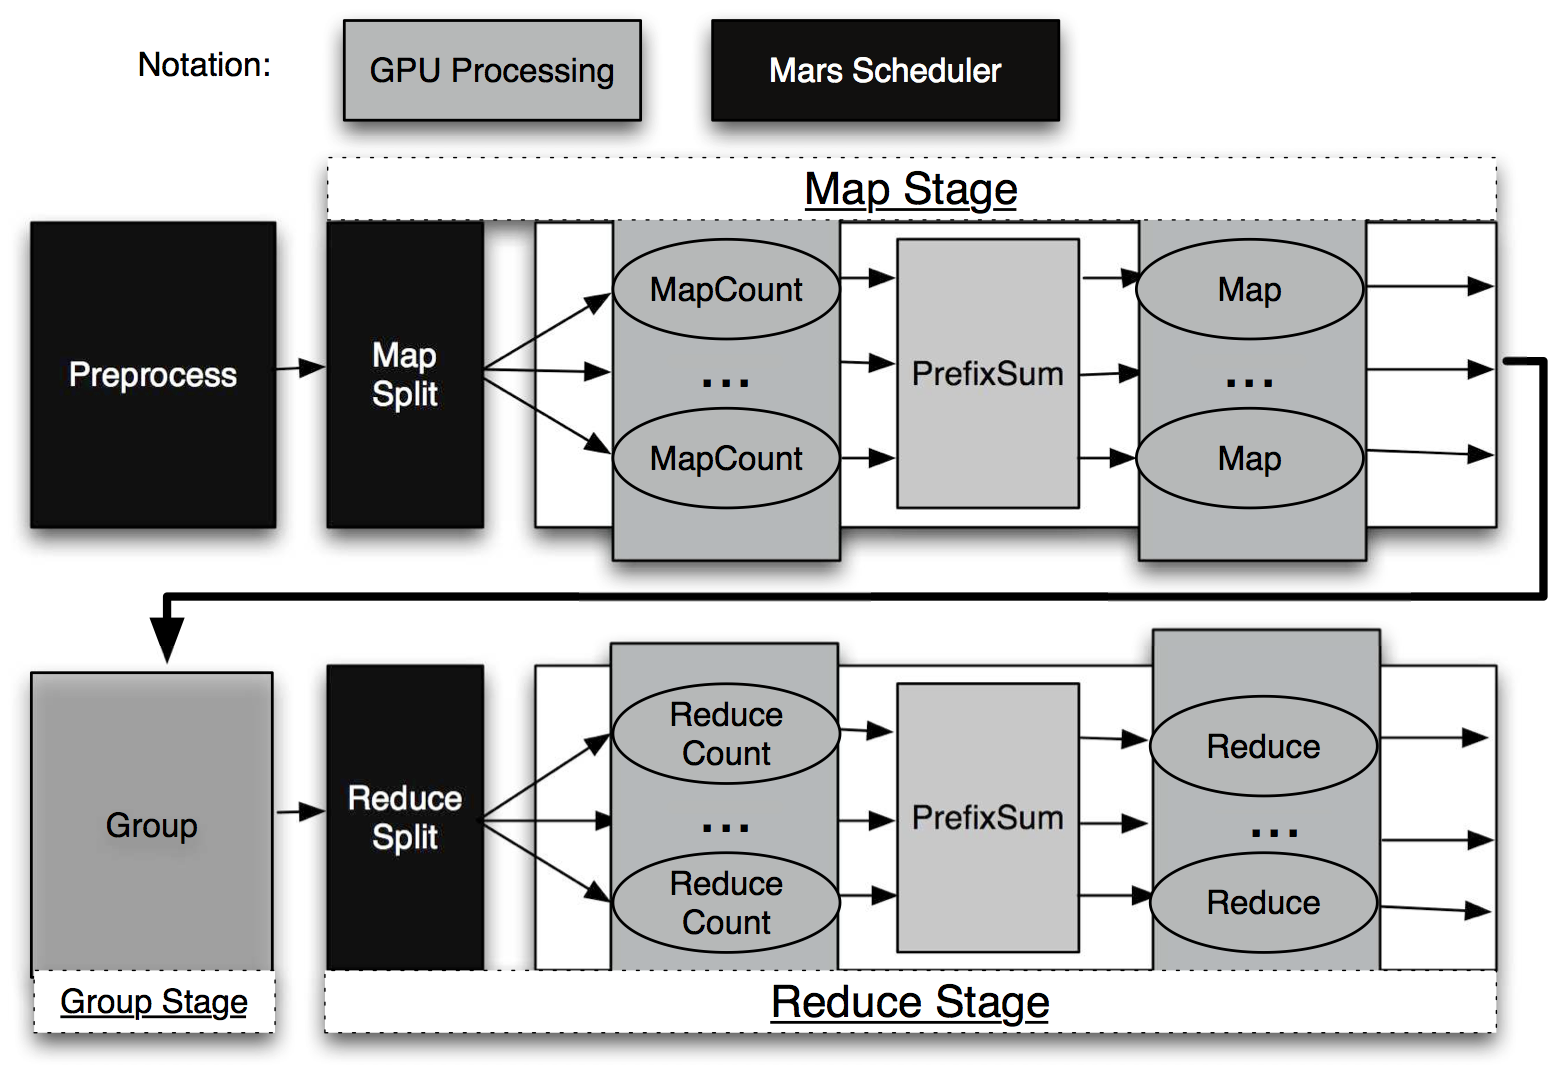 Notation:
GPU Processing
Mars Scheduler
Map Stage
Preprocess
Map
Split
MapCount
...
MapCount
PrefixSum
Map
...
Map
Group
Group Stage
Reduce
Split
Reduce
Count
...
Reduce
Count
PrefixSum
Reduce
...
Reduce
Reduce Stage